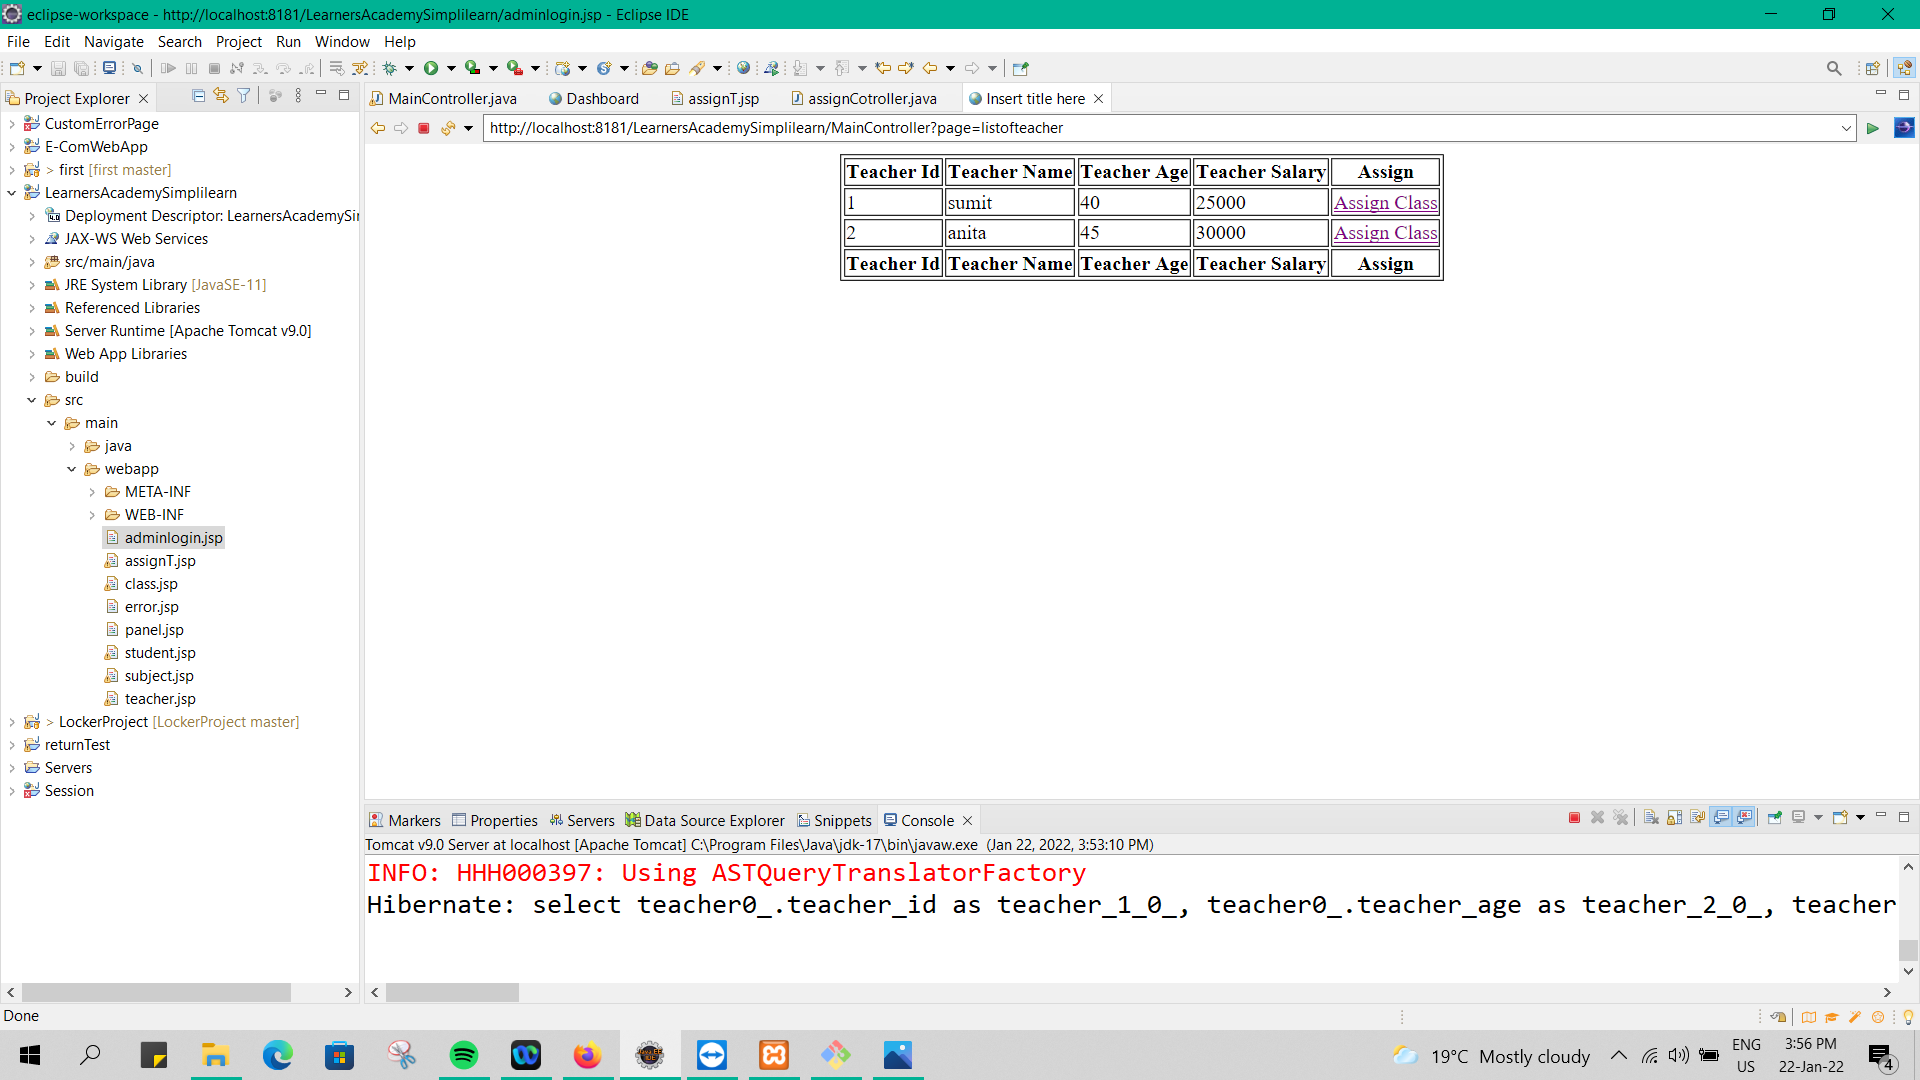 eclipse-workspace - http://localhost:8181/LearnersAcademySimplilearn/adminlogin.jsp - Eclipse IDE
File Edit Navigate Search Project Run Window Help
Project Explorer
MainController.java Dashboard assignT.jsp assignCotroller.java Insert title here
http://localhost:8181/LearnersAcademySimplilearn/MainController?page=listofteacher
CustomErrorPage
E-ComWebApp
> first [first master]
LearnersAcademySimplilearn
Deployment Descriptor: LearnersAcademySi
JAX-WS Web Services
src/main/java
JRE System Library [JavaSE-11]
Referenced Libraries
Server Runtime [Apache Tomcat v9.0]
Web App Libraries
build
src
main
java
webapp
META-INF
WEB-INF
adminlogin.jsp
assignT.jsp
class.jsp
error.jsp
panel.jsp
student.jsp
subject.jsp
teacher.jsp
> LockerProject [LockerProject master]
returnTest
Servers
Session
Teacher Id Teacher Name Teacher Age Teacher Salary Assign
1 sumit 40 25000 Assign Class
2 anita 45 30000 Assign Class
Teacher Id Teacher Name Teacher Age Teacher Salary Assign
Markers Properties Servers Data Source Explorer Snippets Console
Tomcat v9.0 Server at localhost [Apache Tomcat] C:\Program Files\Java\jdk-17\bin\javaw.exe (Jan 22, 2022, 3:53:10 PM)
INFO: HHH000397: Using ASTQueryTranslatorFactory
Hibernate: select teacher0_.teacher_id as teacher_1_0_, teacher0_.teacher_age as teacher_2_0_, teacher
Done
19°C Mostly cloudy
ENG
US
3:56 PM
22-Jan-22
4